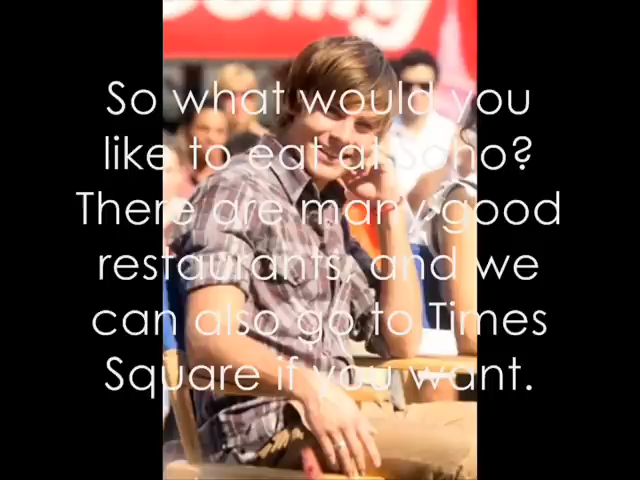 So what would you
like to eat at Soho?
There are many good
restaurants, and we
can also go to Times
Square if you want.